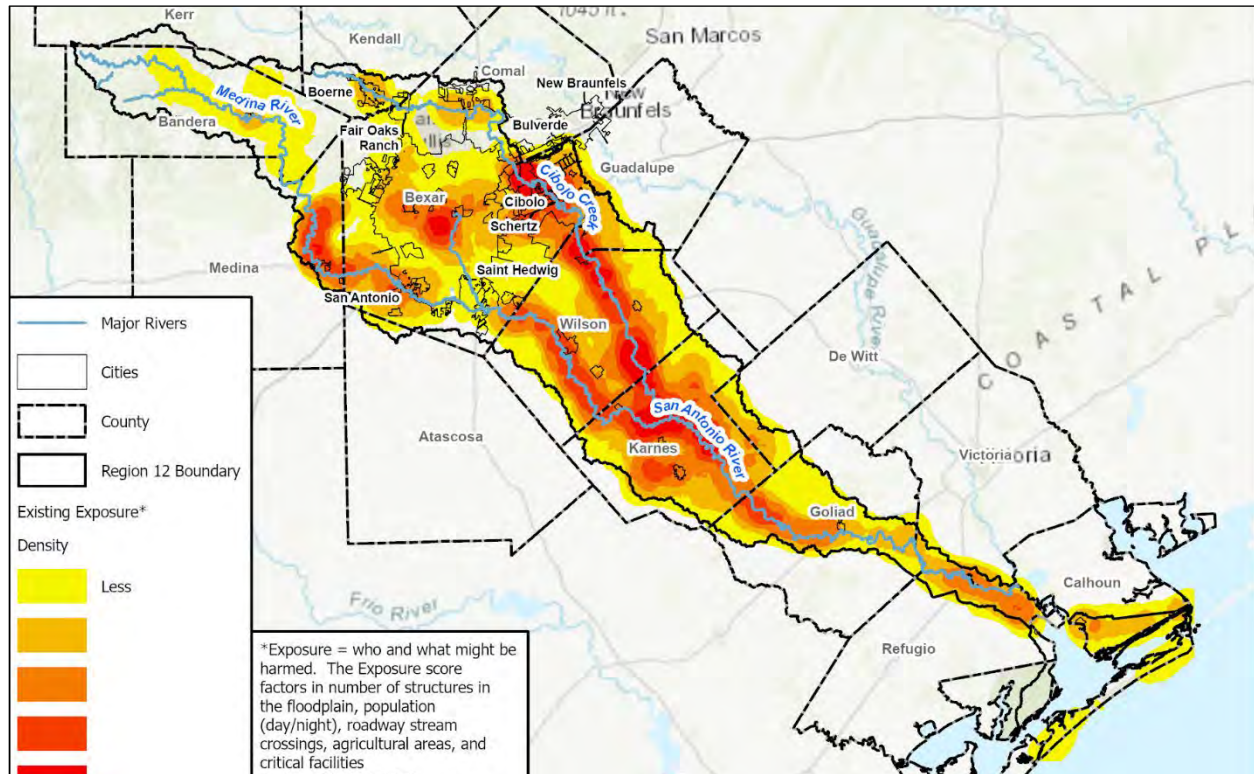 1045 ft.
Kerr
Kendall
San Marcos
Comal
New Braunfels
New
Braunfels
Boerne
Medina River
Bandera
Fair Oaks
Ranch
Bulverde
Guadalupe
Cibolo Creek
Bexar
Cibolo
Schertz
Guadalupe River
Medina
Saint Hedwig
San Antonio
COASTAL PL
Wilson
De Witt
San Antonio River
Atascosa
Karnes
Victoria
Goliad
Calhoun
Frio River
Refugio
Major Rivers
Cities
County
Region 12 Boundary
Existing Exposure*
Density
Less
*Exposure = who and what might be
harmed. The Exposure score
factors in number of structures in
the floodplain, population
(day/night), roadway stream
crossings, agricultural areas, and
critical facilities